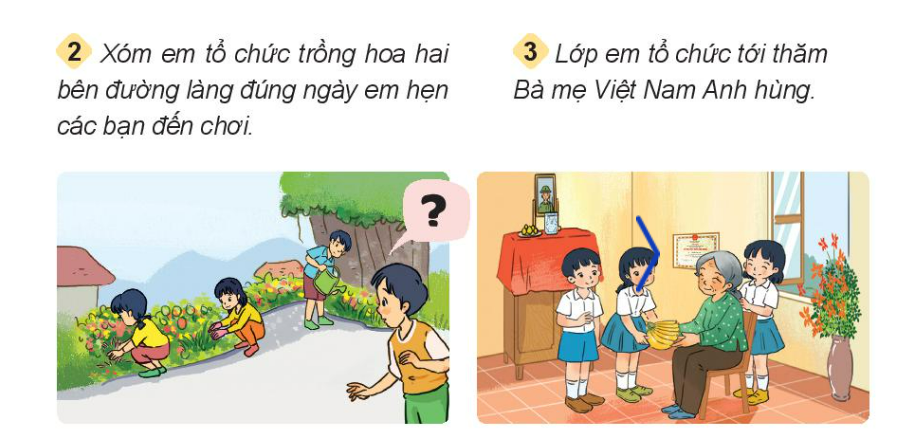 2 Xóm em tổ chức trồng hoa hai
bên đường làng đúng ngày em hẹn
các bạn đến chơi.
3 Lớp em tổ chức tới thăm
Bà mẹ Việt Nam Anh hùng.
?